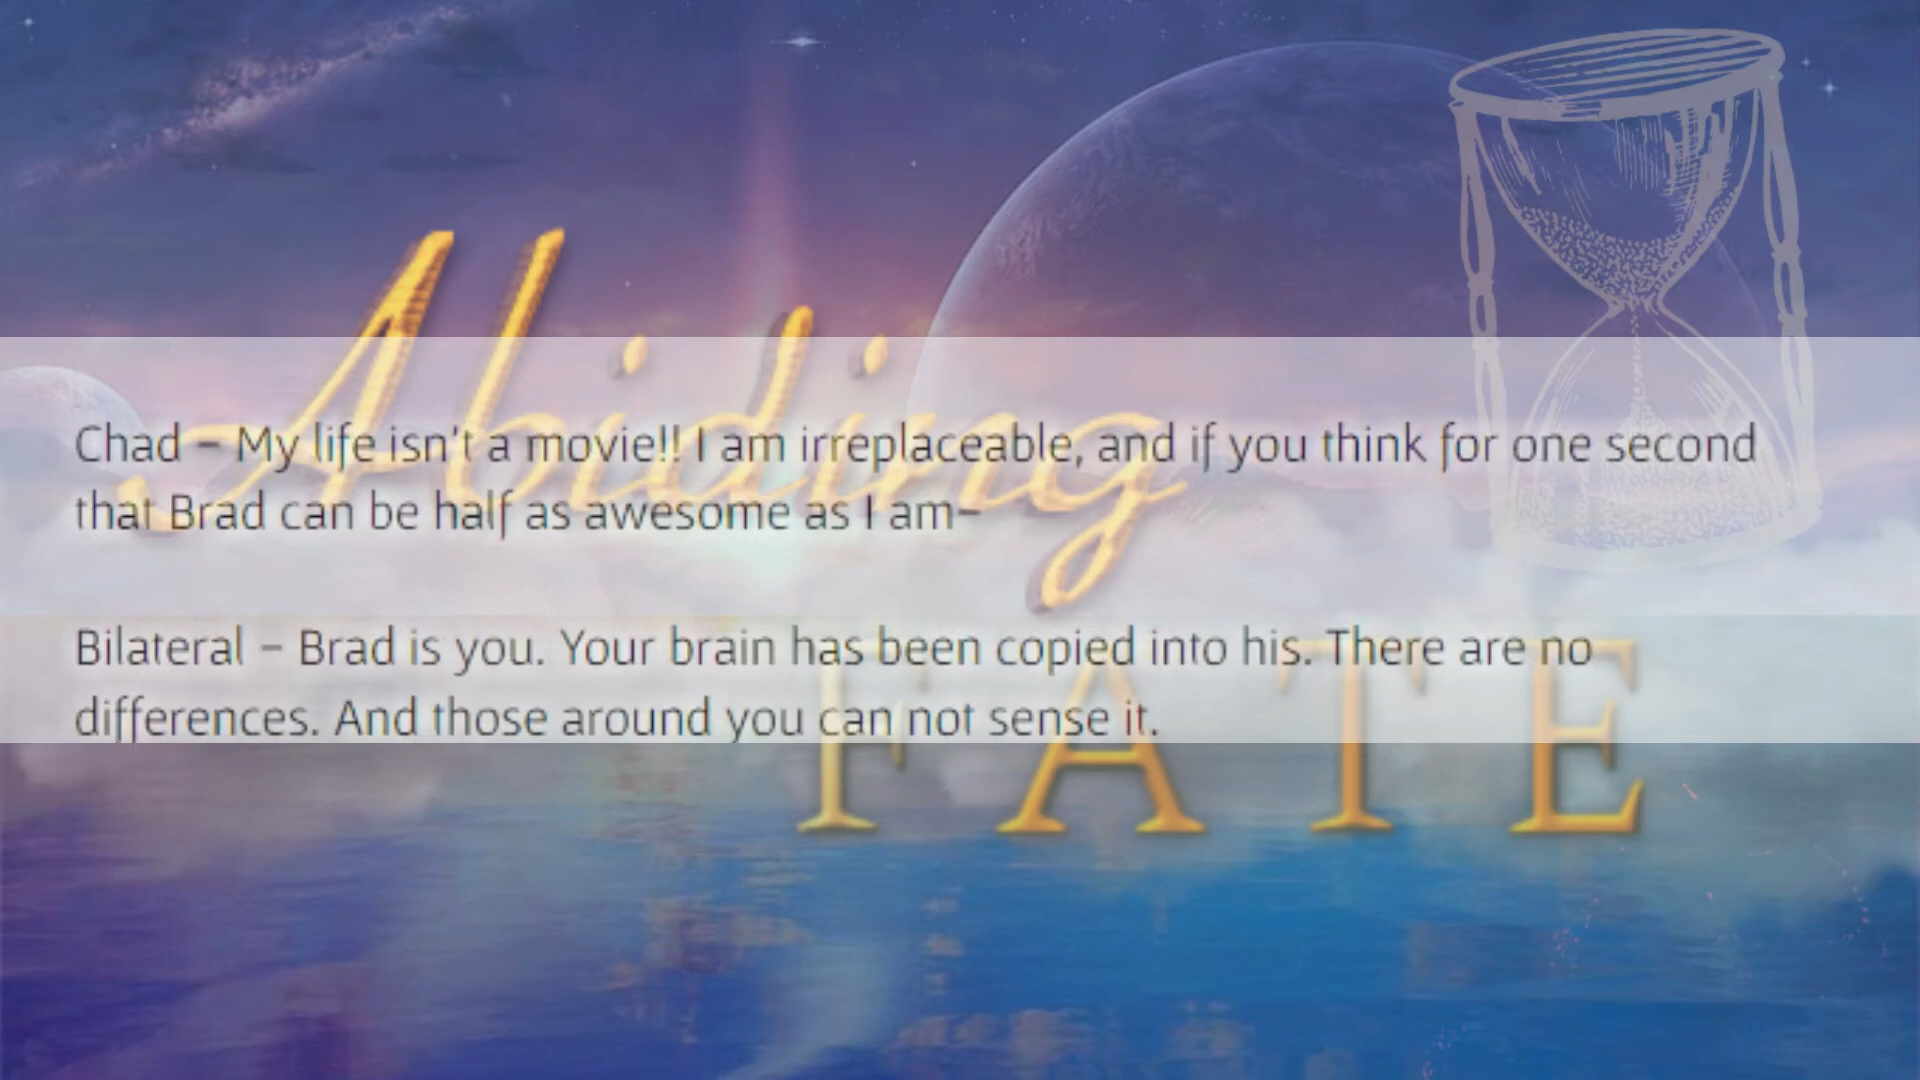 Abiding
FATE
Chad – My life isn't a movie!! I am irreplaceable, and if you think for one second
that Brad can be half as awesome as I am–
Bilateral – Brad is you. Your brain has been copied into his. There are no
differences. And those around you can not sense it.